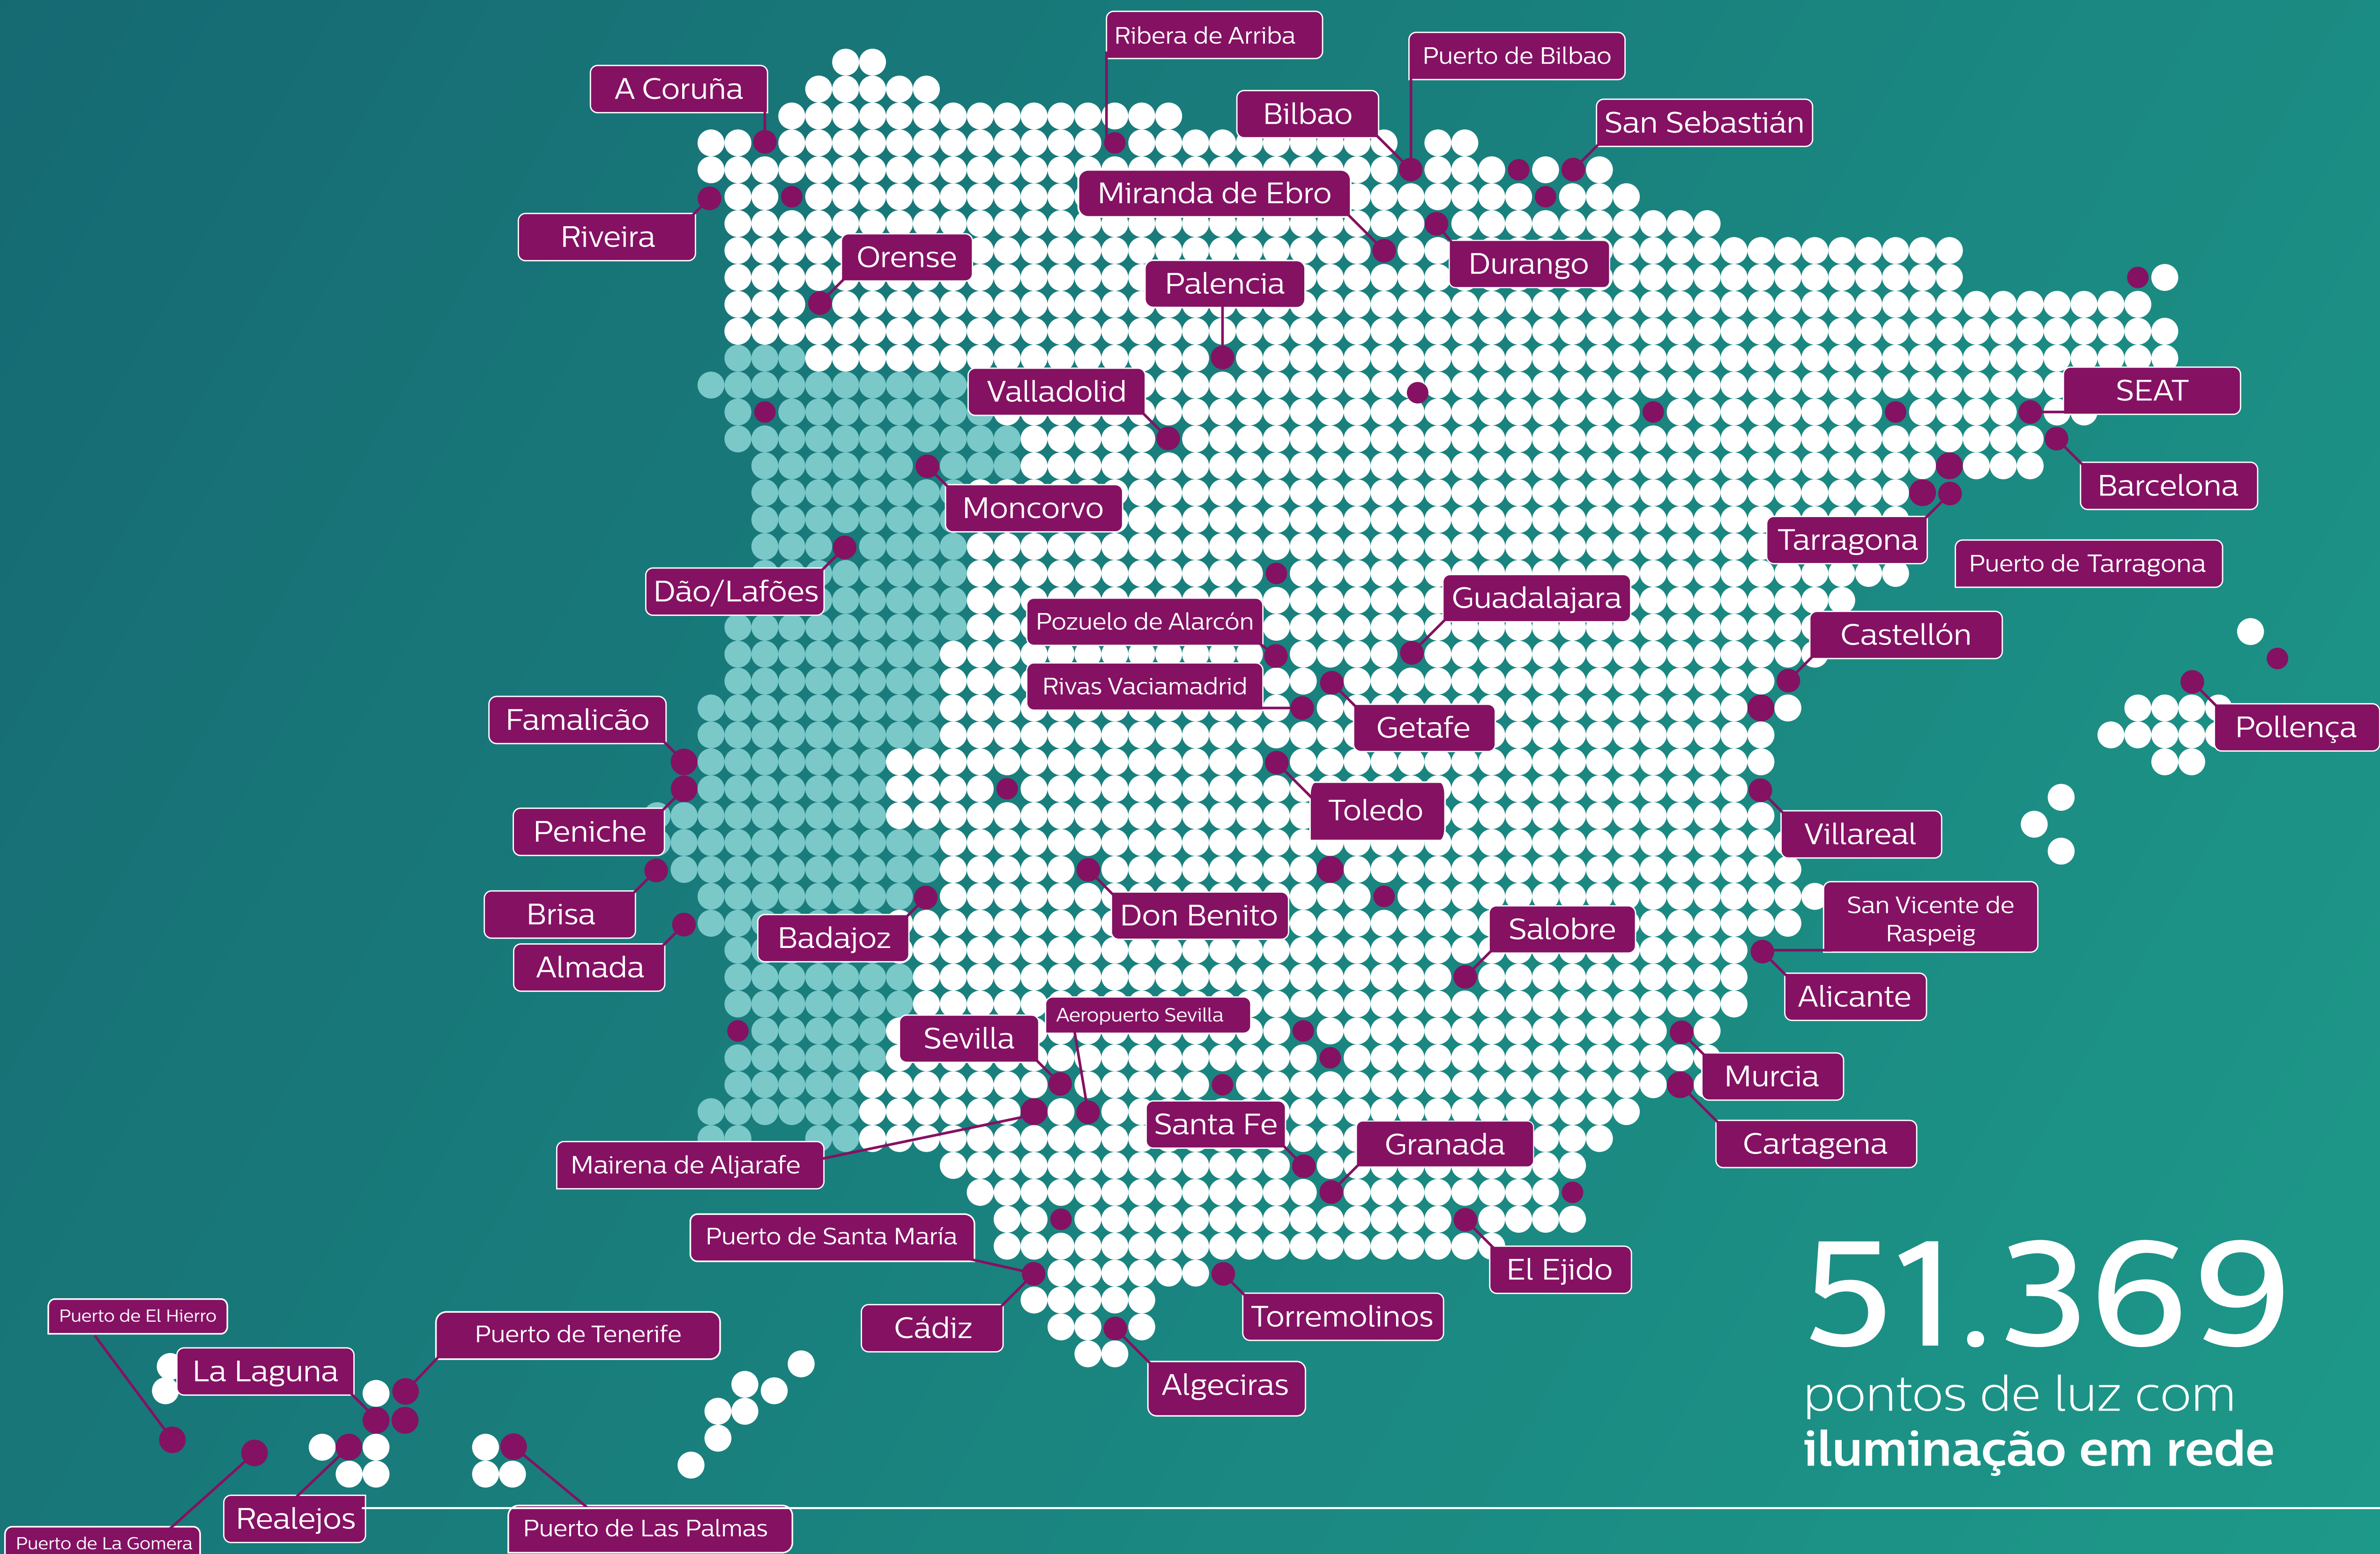 Ribera de Arriba
Puerto de Bilbao
A Coruña
Bilbao
San Sebastián
Miranda de Ebro
Riveira
Orense
Durango
Palencia
Valladolid
SEAT
Barcelona
Moncorvo
Tarragona
Puerto de Tarragona
Dão/Lafões
Guadalajara
Pozuelo de Alarcón
Castellón
Rivas Vaciamadrid
Famalicão
Getafe
Pollença
Toledo
Peniche
Villareal
Brisa
Don Benito
San Vicente de
Raspeig
Badajoz
Salobre
Almada
Alicante
Aeropuerto Sevilla
Sevilla
Murcia
Santa Fe
Granada
Cartagena
Mairena de Aljarafe
Puerto de Santa María
El Ejido
Puerto de El Hierro
Puerto de Tenerife
Cádiz
Torremolinos
La Laguna
Algeciras
Realejos
Puerto de Las Palmas
Puerto de La Gomera
51.369
pontos de luz com
iluminação em rede